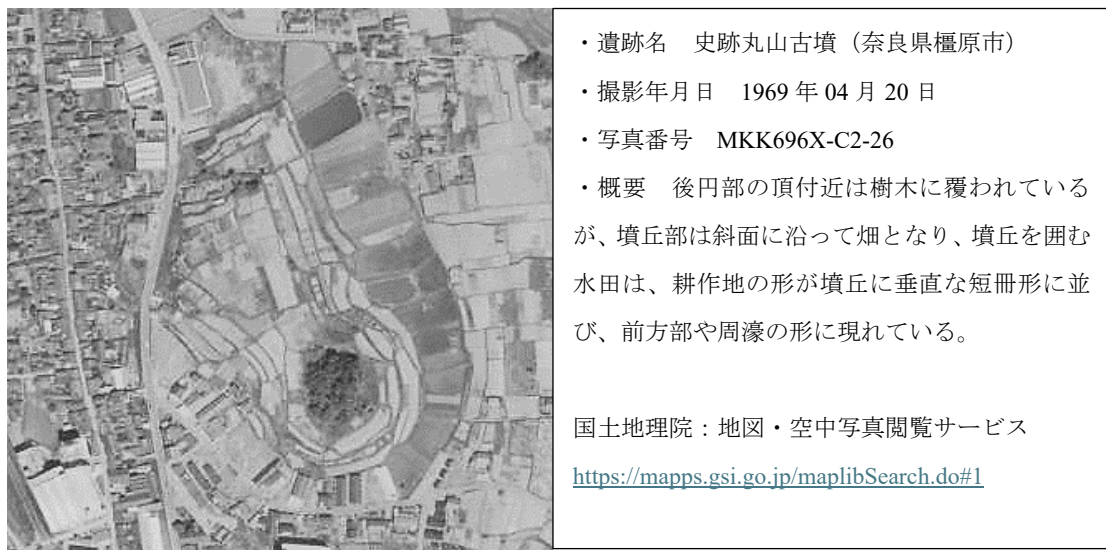 ・遺跡名　史跡丸山古墳（奈良県橿原市）
・撮影年月日　1969 年 04 月 20 日
・写真番号　MKK696X-C2-26
・概要　後円部の頂付近は樹木に覆われている
が、墳丘部は斜面に沿って畑となり、墳丘を囲む
水田は、耕作地の形が墳丘に垂直な短冊形に並
び、前方部や周濠の形に現れている。
国土地理院：地図・空中写真閲覧サービス
https://mapps.gsi.go.jp/maplibSearch.do#1